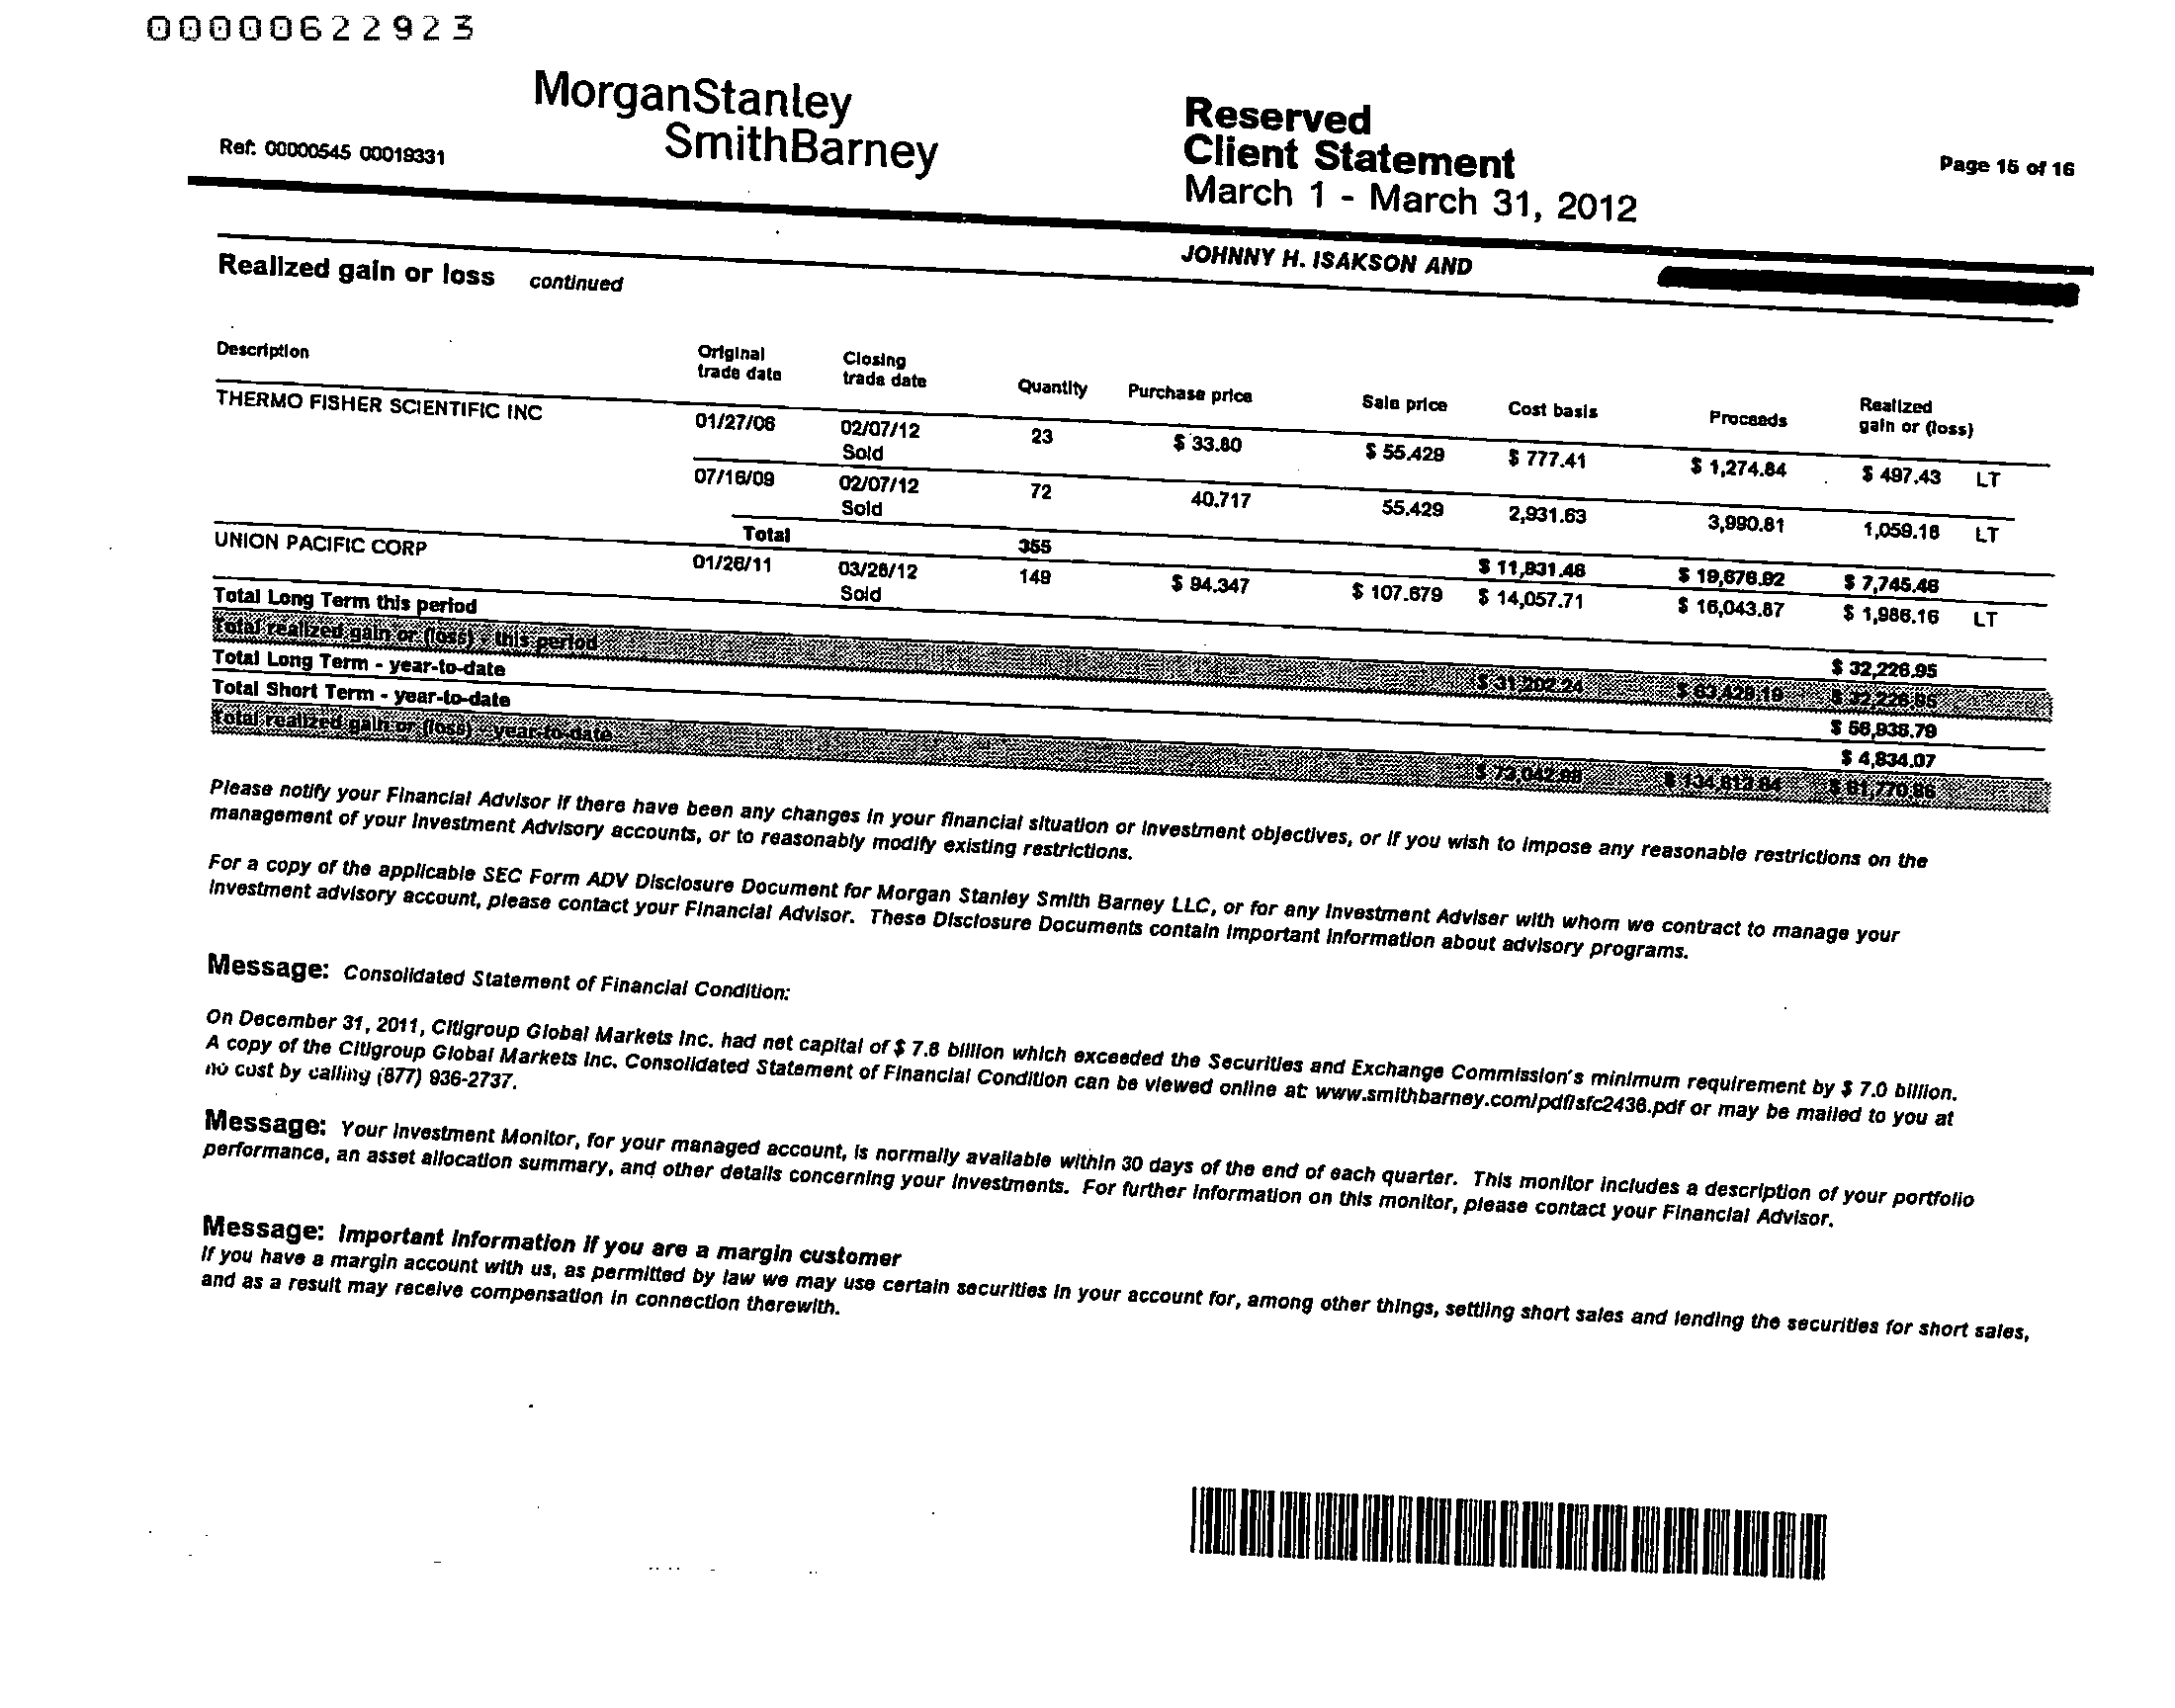 00000622923
MorganStanley
SmithBarney
Ref: 00000545 00019331
Reserved
Client Statement
March 1 - March 31, 2012
Page 15 of 16
JOHNNY H. ISAKSON AND
Realized gain or loss continued
Description Original trade date Closing trade date Quantity Purchase price Sale price Cost basis Proceeds Realized gain or (loss)
THERMO FISHER SCIENTIFIC INC 01/27/06 02/07/12 23 $ 33.80 $ 55.429 $ 777.41 $ 1,274.84 $ 497.43 LT
Sold
07/16/09 02/07/12 72 40.717 55.429 2,931.63 3,990.81 1,059.18 LT
Sold
Total 355 $ 11,931.46 $ 19,676.92 $ 7,745.46
UNION PACIFIC CORP 01/26/11 03/26/12 149 $ 94.347 $ 107.679 $ 14,057.71 $ 16,043.87 $ 1,986.16 LT
Sold
Total Long Term this period $ 32,226.95
Total realized gain or (loss) - this period $ 31,202.24 $ 63,429.19 $ 32,226.95
Total Long Term - year-to-date $ 56,936.79
Total Short Term - year-to-date $ 4,834.07
Total realized gain or (loss) - year-to-date $ 73,042.98 $ 134,813.84 $ 61,770.86
Please notify your Financial Advisor if there have been any changes in your financial situation or investment objectives, or if you wish to impose any reasonable restrictions on the
management of your Investment Advisory accounts, or to reasonably modify existing restrictions.
For a copy of the applicable SEC Form ADV Disclosure Document for Morgan Stanley Smith Barney LLC, or for any Investment Adviser with whom we contract to manage your
investment advisory account, please contact your Financial Advisor. These Disclosure Documents contain important information about advisory programs.
Message: Consolidated Statement of Financial Condition:
On December 31, 2011, Citigroup Global Markets Inc. had net capital of $ 7.8 billion which exceeded the Securities and Exchange Commission's minimum requirement by $ 7.0 billion.
A copy of the Citigroup Global Markets Inc. Consolidated Statement of Financial Condition can be viewed online at: www.smithbarney.com/pdf/sfc2436.pdf or may be mailed to you at
no cost by calling (877) 936-2737.
Message: Your Investment Monitor, for your managed account, is normally available within 30 days of the end of each quarter. This monitor includes a description of your portfolio
performance, an asset allocation summary, and other details concerning your investments. For further information on this monitor, please contact your Financial Advisor.
Message: Important information if you are a margin customer
If you have a margin account with us, as permitted by law we may use certain securities in your account for, among other things, settling short sales and lending the securities for short sales,
and as a result may receive compensation in connection therewith.